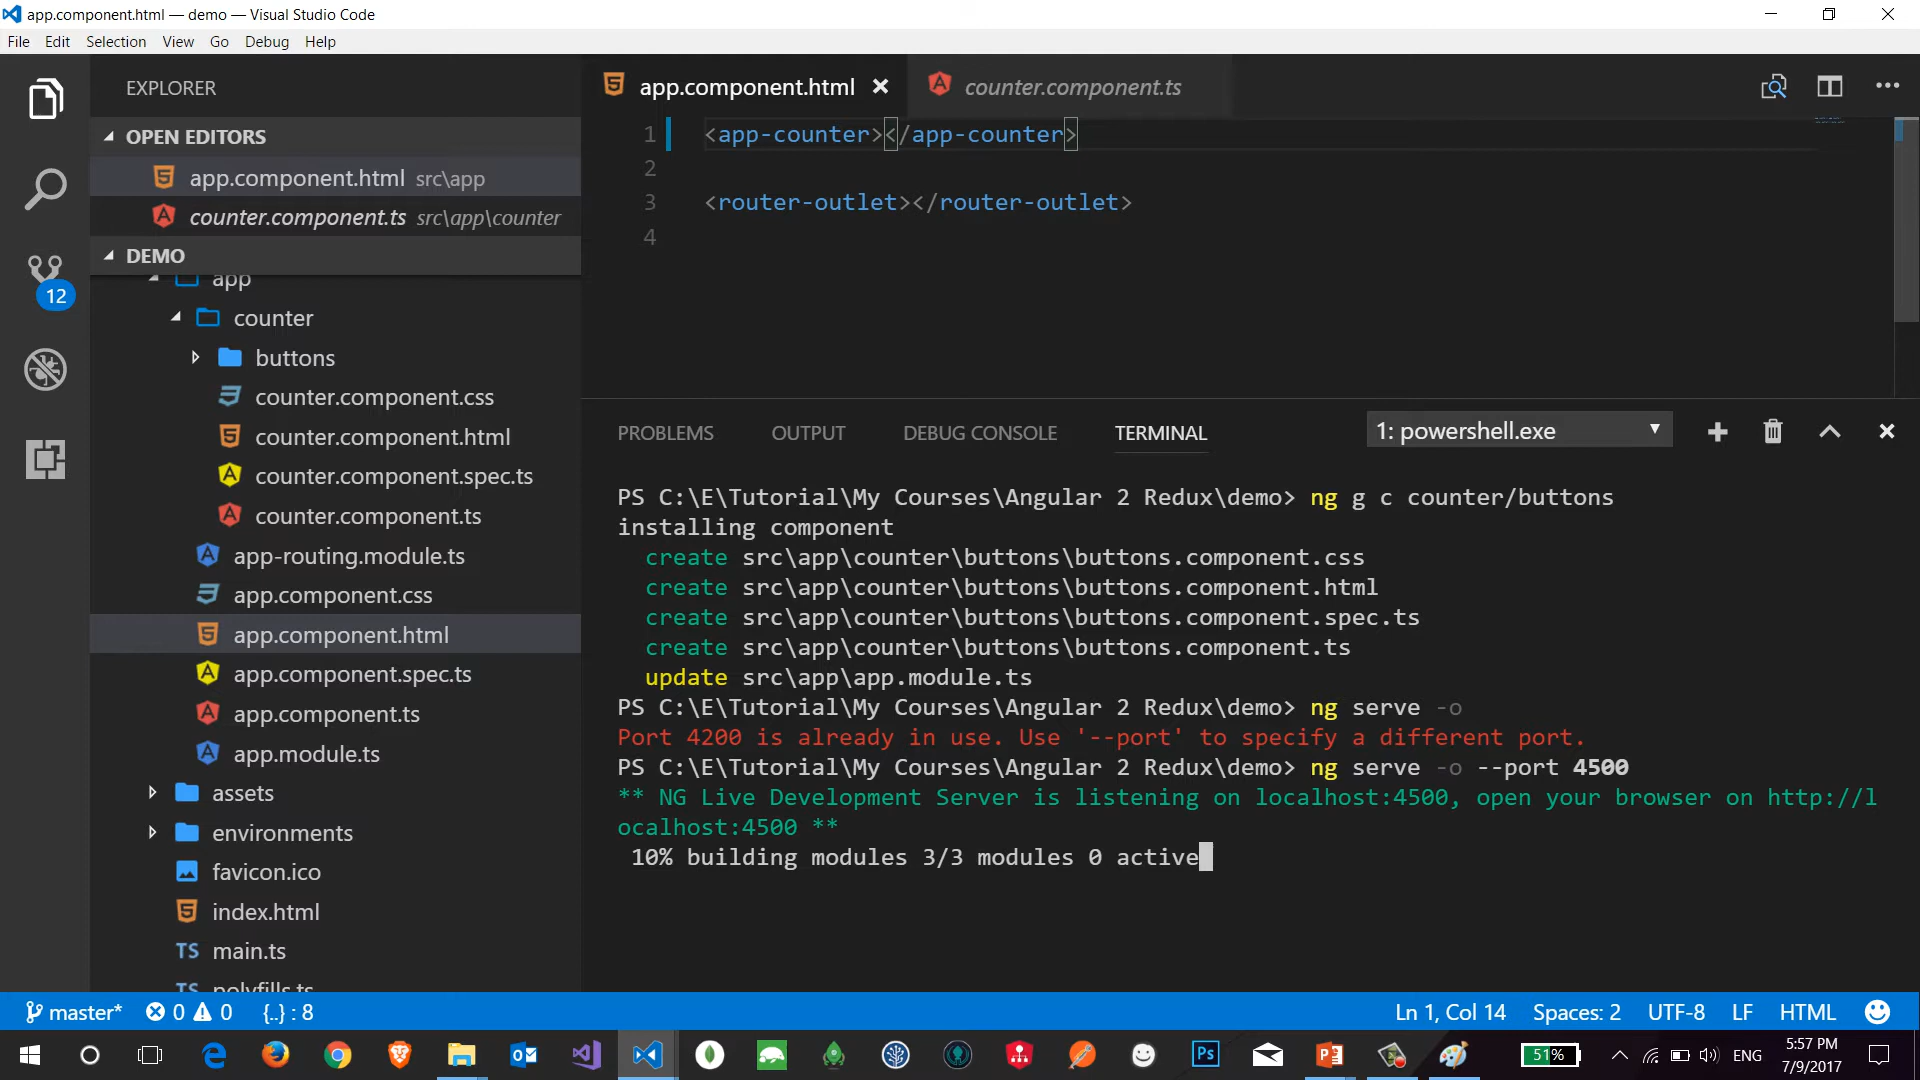 app.component.html — demo — Visual Studio Code
File Edit Selection View Go Debug Help
EXPLORER
OPEN EDITORS
app.component.html src\app
counter.component.ts src\app\counter
DEMO
app
counter
buttons
counter.component.css
counter.component.html
counter.component.spec.ts
counter.component.ts
app-routing.module.ts
app.component.css
app.component.html
app.component.spec.ts
app.component.ts
app.module.ts
assets
environments
favicon.ico
index.html
TS main.ts
TS polyfills.ts
12
app.component.html counter.component.ts
1 <app-counter></app-counter>
2
3 <router-outlet></router-outlet>
4
PROBLEMS OUTPUT DEBUG CONSOLE TERMINAL 1: powershell.exe
PS C:\E\Tutorial\My Courses\Angular 2 Redux\demo> ng g c counter/buttons
installing component
create src\app\counter\buttons\buttons.component.css
create src\app\counter\buttons\buttons.component.html
create src\app\counter\buttons\buttons.component.spec.ts
create src\app\counter\buttons\buttons.component.ts
update src\app\app.module.ts
PS C:\E\Tutorial\My Courses\Angular 2 Redux\demo> ng serve -o
Port 4200 is already in use. Use '--port' to specify a different port.
PS C:\E\Tutorial\My Courses\Angular 2 Redux\demo> ng serve -o --port 4500
** NG Live Development Server is listening on localhost:4500, open your browser on http://l
ocalhost:4500 **
10% building modules 3/3 modules 0 active
master* 0 0 {..} : 8 Ln 1, Col 14 Spaces: 2 UTF-8 LF HTML
51% ENG 5:57 PM
7/9/2017